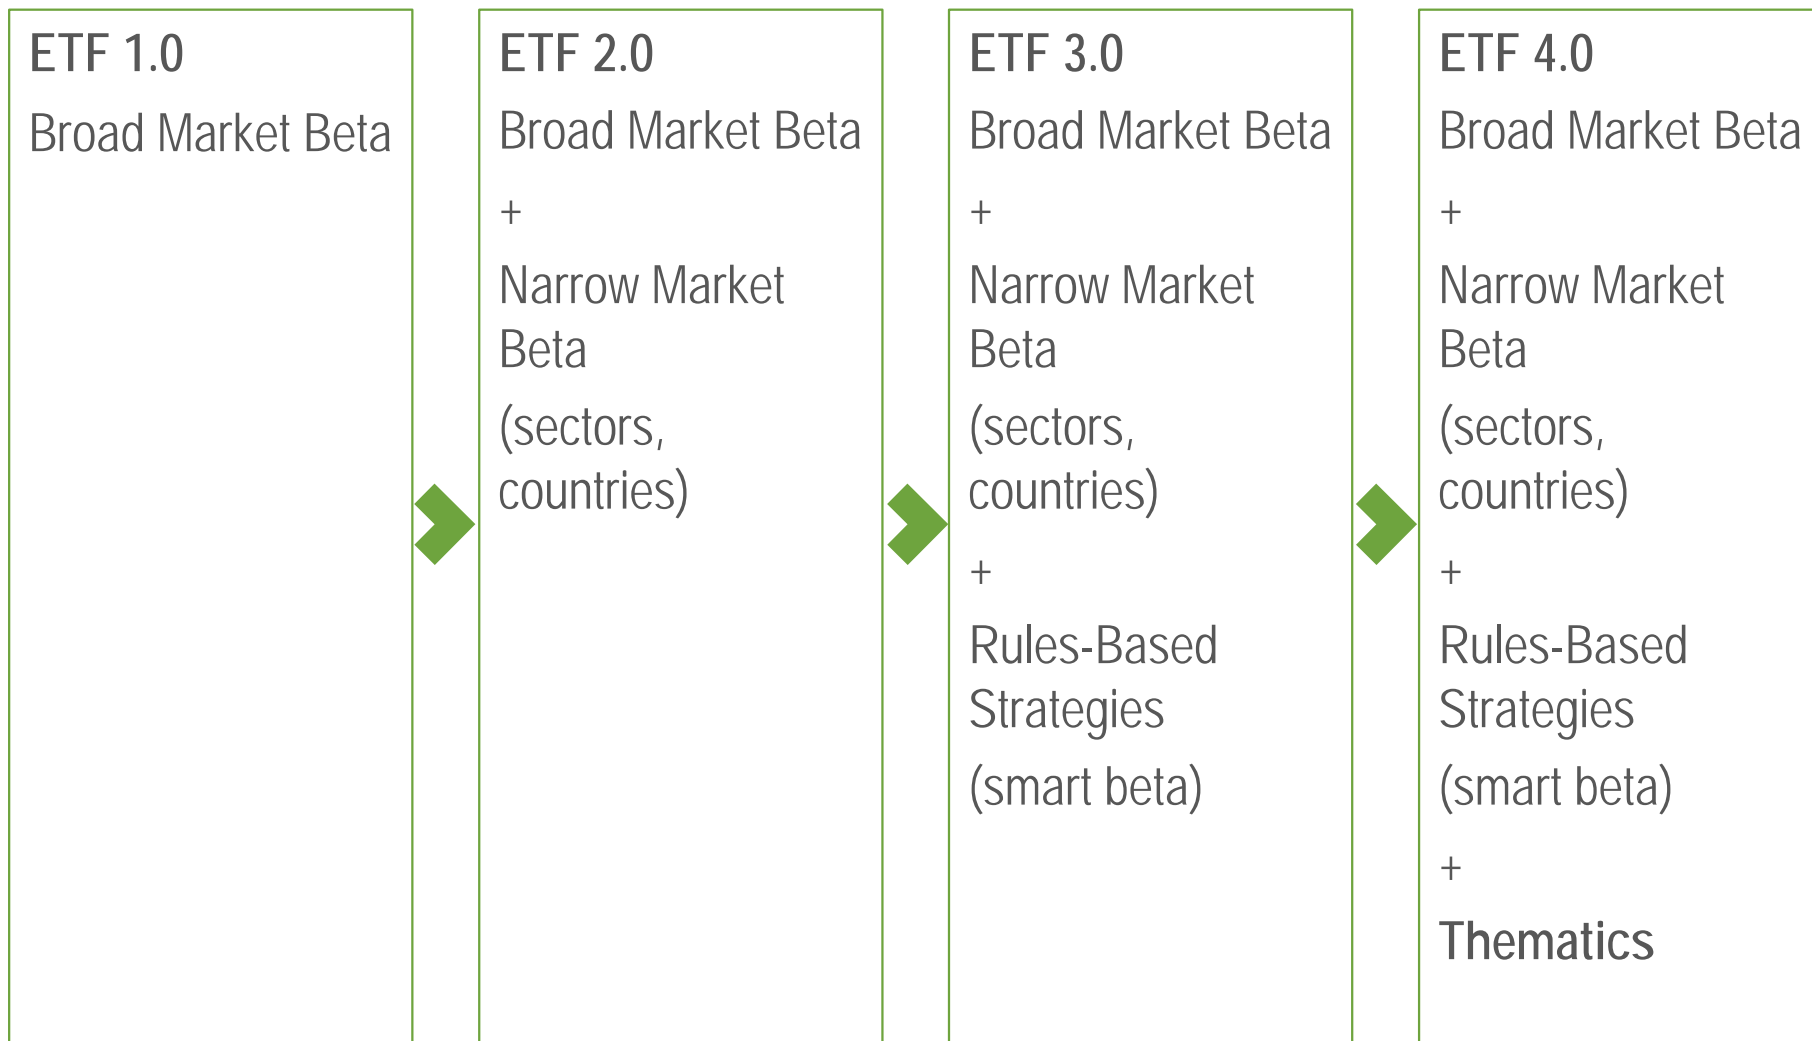 ETF 1.0
Broad Market Beta
ETF 2.0
Broad Market Beta
+
Narrow Market
Beta
(sectors,
countries)
ETF 3.0
Broad Market Beta
+
Narrow Market
Beta
(sectors,
countries)
+
Rules-Based
Strategies
(smart beta)
ETF 4.0
Broad Market Beta
+
Narrow Market
Beta
(sectors,
countries)
+
Rules-Based
Strategies
(smart beta)
+
Thematics